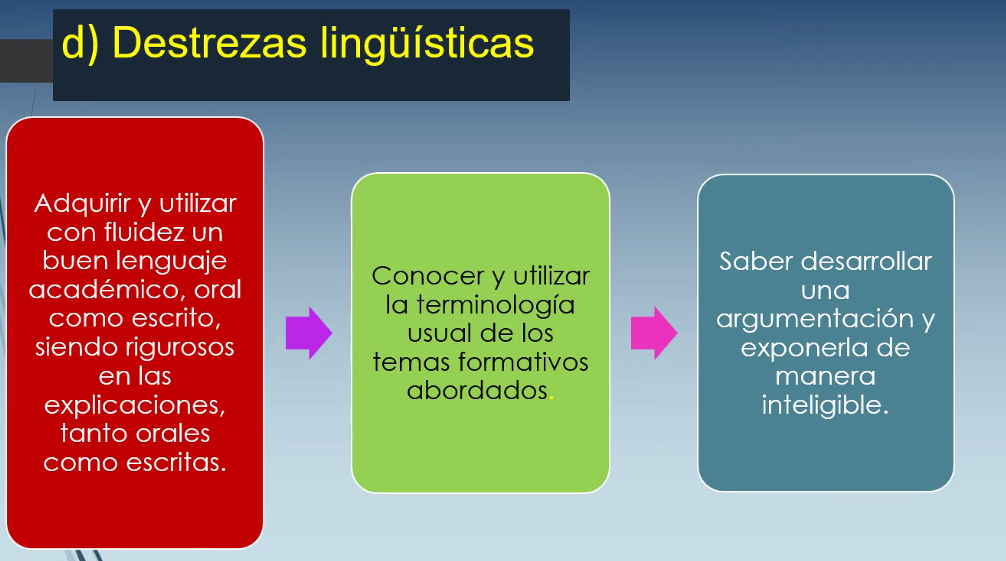 d) Destrezas lingüísticas
Adquirir y utilizar
con fluidez un
buen lenguaje
académico, oral
como escrito,
siendo rigurosos
en las
explicaciones,
tanto orales
como escritas.
Conocer y utilizar
la terminología
usual de los
temas formativos
abordados.
Saber desarrollar
una
argumentación y
exponerla de
manera
inteligible.